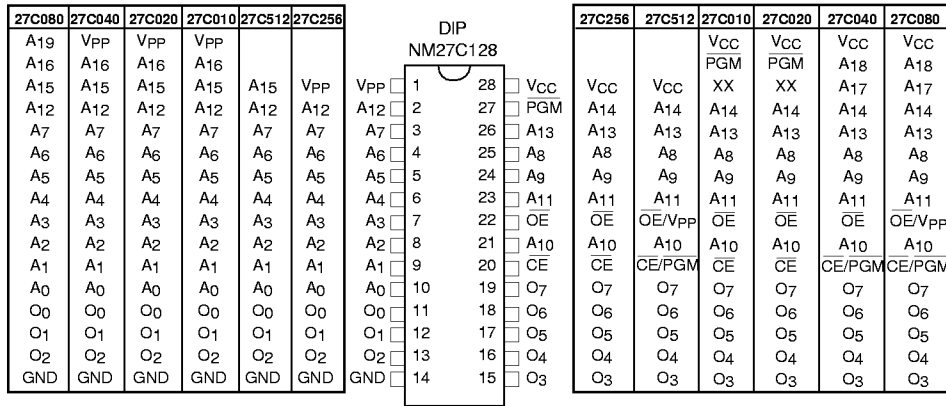 27C080 27C040 27C020 27C010 27C512 27C256 DIP 27C256 27C512 27C010 27C020 27C040 27C080
A19 VPP VPP VPP NM27C128 VCC VCC VCC VCC
A16 A16 A16 A16 PGM PGM A18 A18
A15 A15 A15 A15 A15 VPP VPP 1 28 VCC VCC VCC XX XX A17 A17
A12 A12 A12 A12 A12 A12 A12 2 27 PGM A14 A14 A14 A14 A14 A14
A7 A7 A7 A7 A7 A7 A7 3 26 A13 A13 A13 A13 A13 A13 A13
A6 A6 A6 A6 A6 A6 A6 4 25 A8 A8 A8 A8 A8 A8 A8
A5 A5 A5 A5 A5 A5 A5 5 24 A9 A9 A9 A9 A9 A9 A9
A4 A4 A4 A4 A4 A4 A4 6 23 A11 A11 A11 A11 A11 A11 A11
A3 A3 A3 A3 A3 A3 A3 7 22 OE OE OE/VPP OE OE OE OE/VPP
A2 A2 A2 A2 A2 A2 A2 8 21 A10 A10 A10 A10 A10 A10 A10
A1 A1 A1 A1 A1 A1 A1 9 20 CE CE CE/PGM CE CE CE/PGM CE/PGM
A0 A0 A0 A0 A0 A0 A0 10 19 O7 O7 O7 O7 O7 O7 O7
O0 O0 O0 O0 O0 O0 O0 11 18 O6 O6 O6 O6 O6 O6 O6
O1 O1 O1 O1 O1 O1 O1 12 17 O5 O5 O5 O5 O5 O5 O5
O2 O2 O2 O2 O2 O2 O2 13 16 O4 O4 O4 O4 O4 O4 O4
GND GND GND GND GND GND GND 14 15 O3 O3 O3 O3 O3 O3 O3